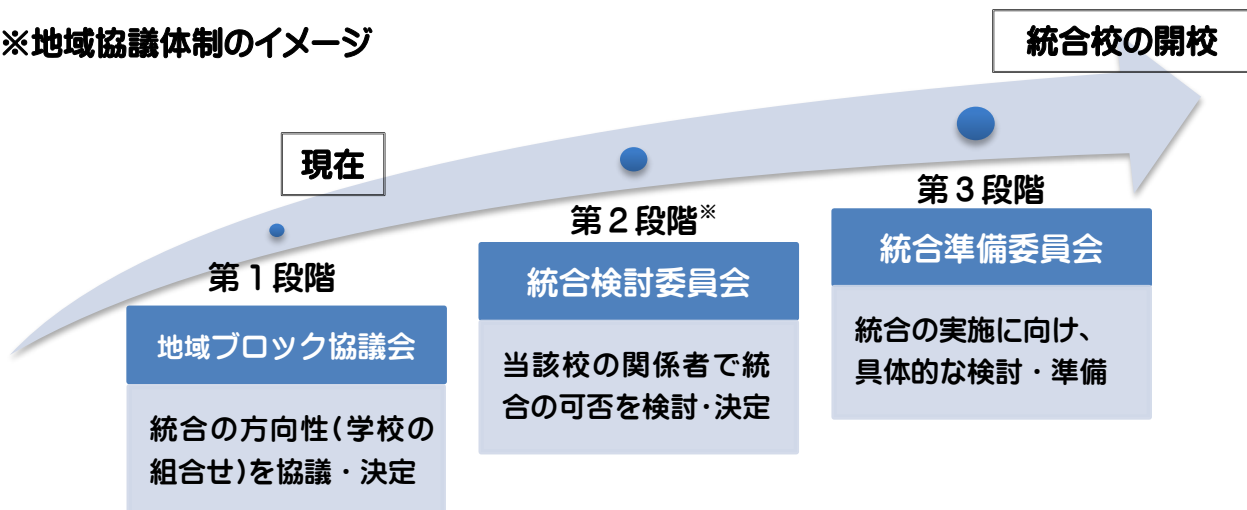 ※地域協議体制のイメージ
統合校の開校
現在
第１段階
地域ブロック協議会
統合の方向性(学校の
組合せ)を協議・決定
第２段階※
統合検討委員会
当該校の関係者で統
合の可否を検討･決定
第３段階
統合準備委員会
統合の実施に向け、
具体的な検討・準備